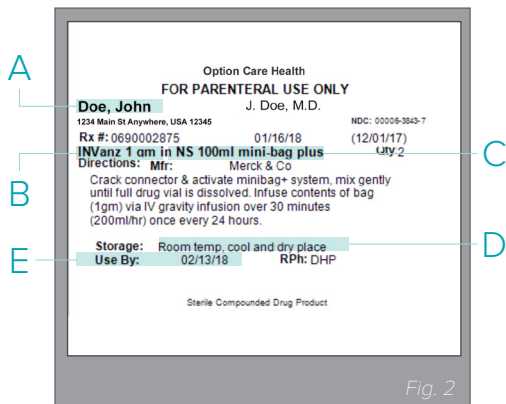 Option Care Health
FOR PARENTERAL USE ONLY
A
Doe, John J. Doe, M.D.
1234 Main St Anywhere, USA 12345 NDC: 00006-3843-7
Rx #: 0690002875 01/16/18 (12/01/17)
INVanz 1 gm in NS 100ml mini-bag plus Qty 2
C
B
Directions: Mfr: Merck & Co
Crack connector & activate minibag+ system, mix gently
until full drug vial is dissolved. Infuse contents of bag
(1gm) via IV gravity infusion over 30 minutes
(200ml/hr) once every 24 hours.
Storage: Room temp, cool and dry place
D
E
Use By: 02/13/18 RPh: DHP
Sterile Compounded Drug Product
Fig. 2